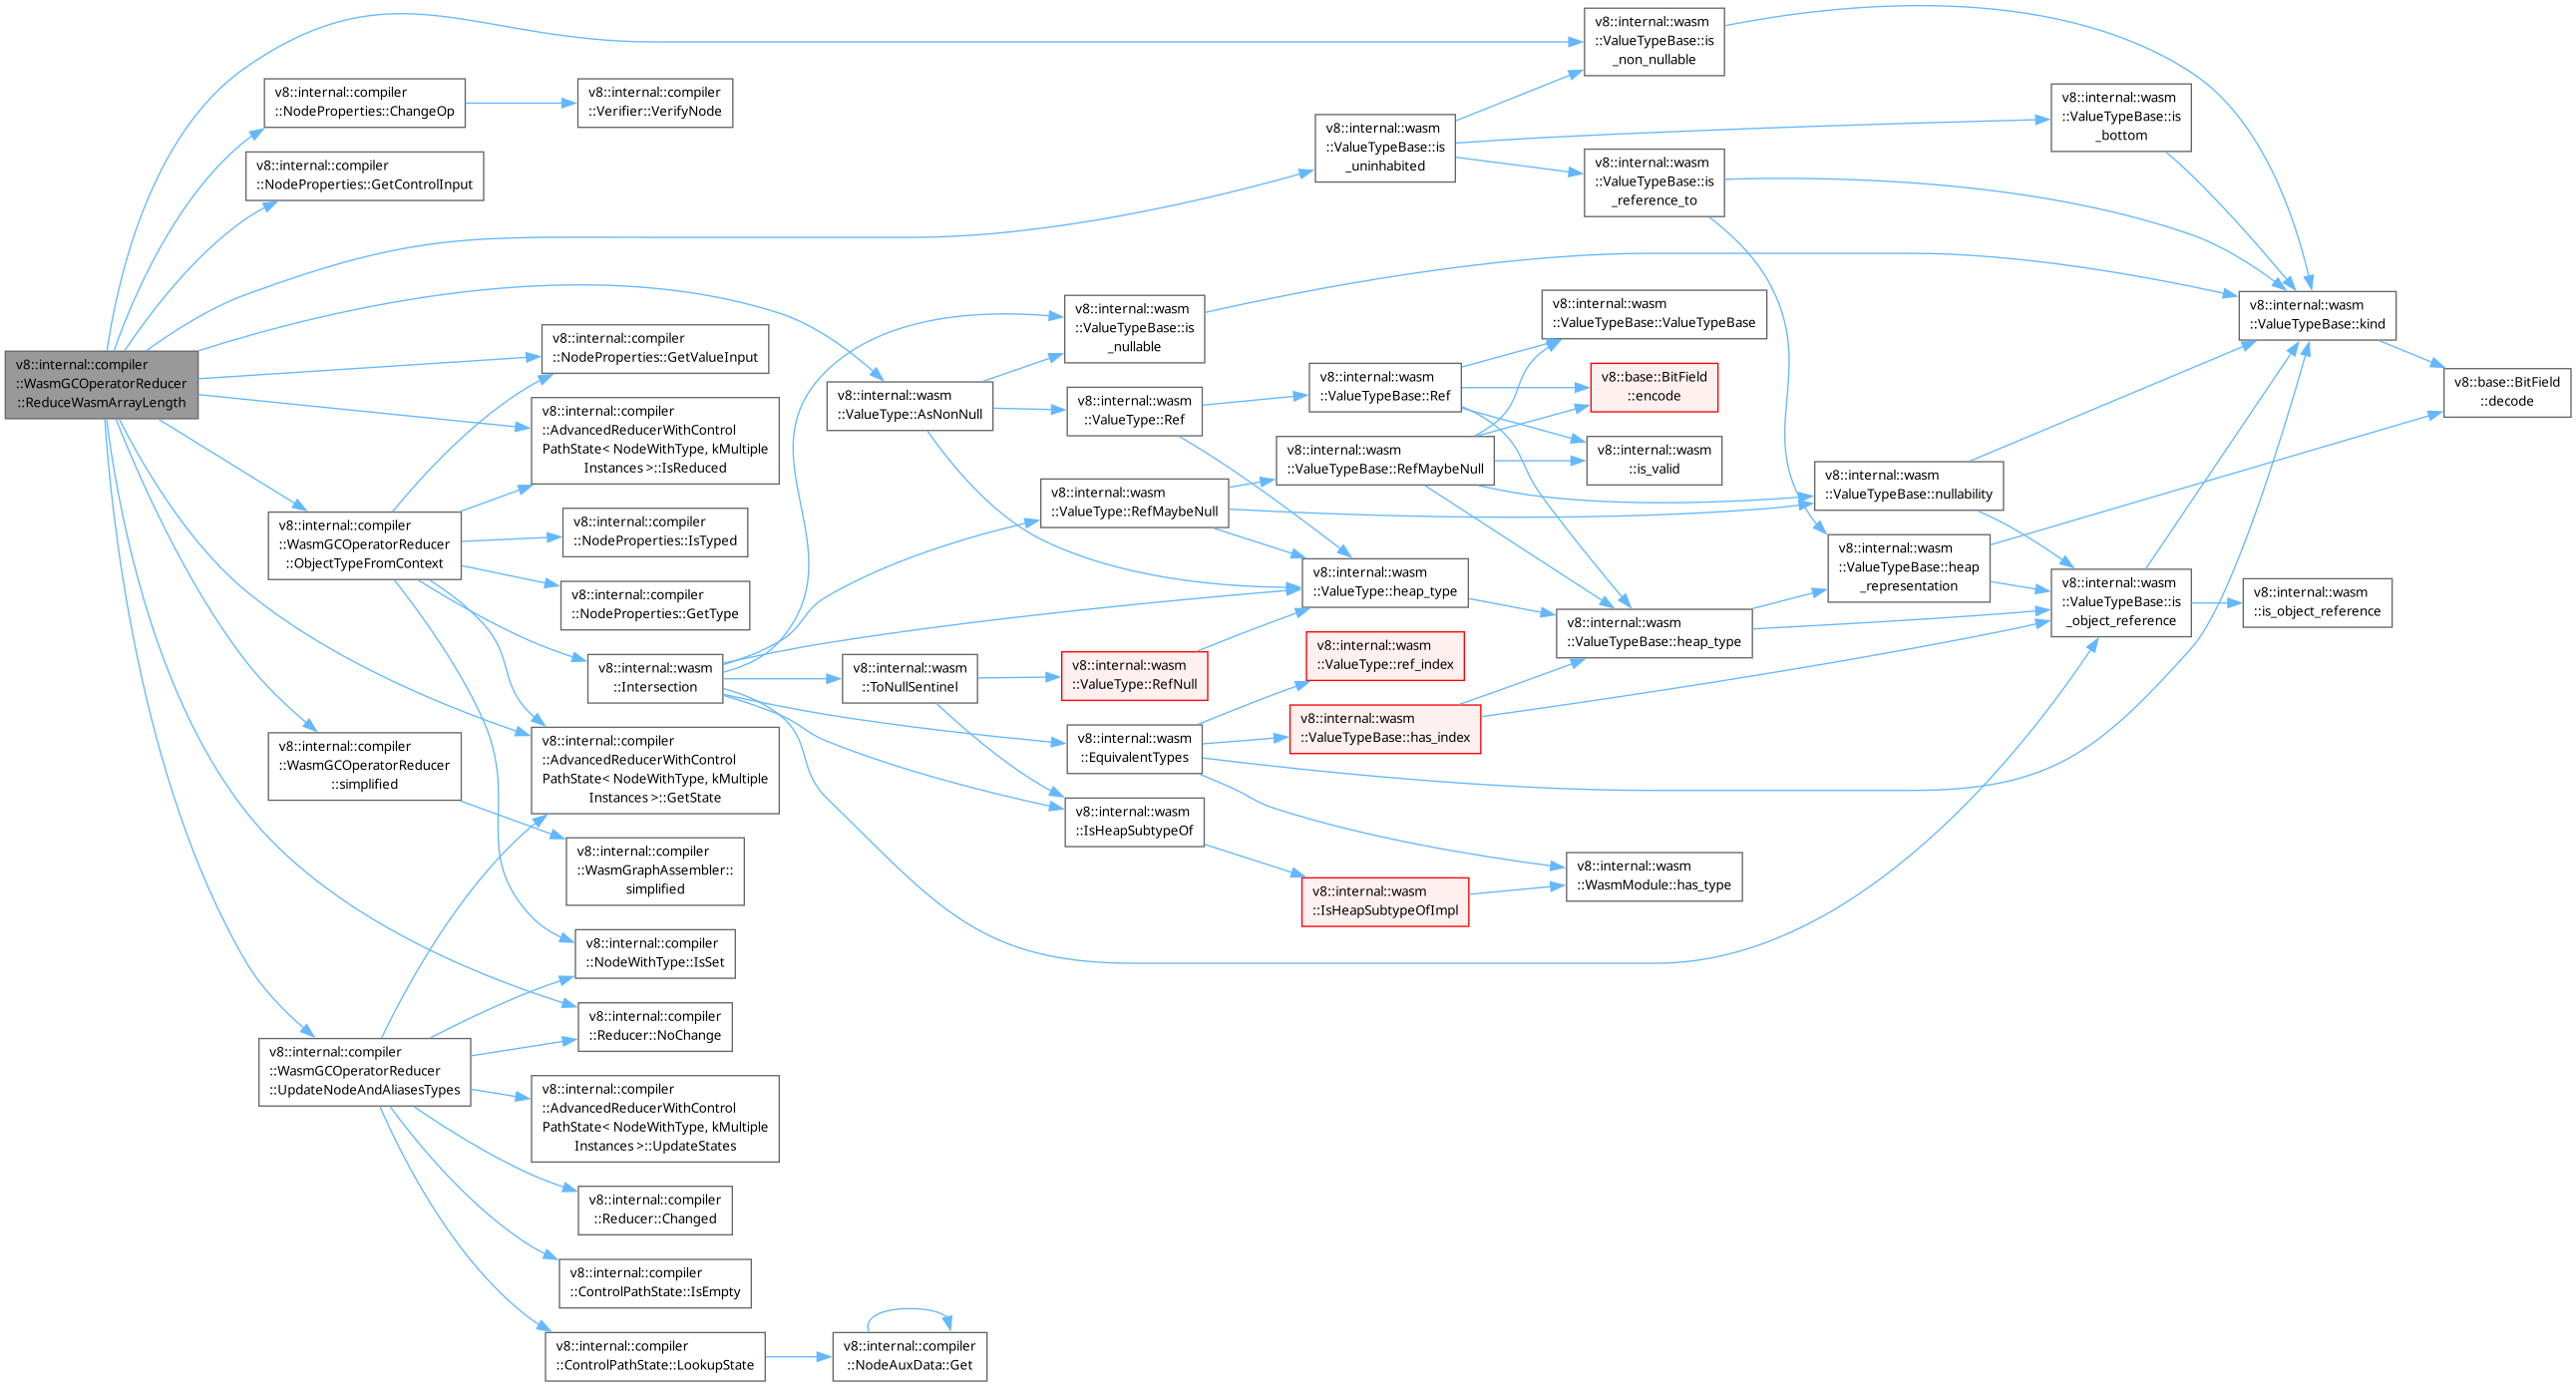 v8::internal::compiler
::WasmGCOperatorReducer
::ReduceWasmArrayLength
v8::internal::compiler
::NodeProperties::ChangeOp
v8::internal::compiler
::Verifier::VerifyNode
v8::internal::compiler
::NodeProperties::GetControlInput
v8::internal::compiler
::NodeProperties::GetValueInput
v8::internal::compiler
::AdvancedReducerWithControl
PathState< NodeWithType, kMultiple
Instances >::IsReduced
v8::internal::compiler
::WasmGCOperatorReducer
::ObjectTypeFromContext
v8::internal::compiler
::NodeProperties::IsTyped
v8::internal::compiler
::NodeProperties::GetType
v8::internal::wasm
::Intersection
v8::internal::compiler
::WasmGCOperatorReducer
::simplified
v8::internal::compiler
::AdvancedReducerWithControl
PathState< NodeWithType, kMultiple
Instances >::GetState
v8::internal::compiler
::WasmGraphAssembler::
simplified
v8::internal::compiler
::NodeWithType::IsSet
v8::internal::compiler
::Reducer::NoChange
v8::internal::compiler
::WasmGCOperatorReducer
::UpdateNodeAndAliasesTypes
v8::internal::compiler
::AdvancedReducerWithControl
PathState< NodeWithType, kMultiple
Instances >::UpdateStates
v8::internal::compiler
::Reducer::Changed
v8::internal::compiler
::ControlPathState::IsEmpty
v8::internal::compiler
::ControlPathState::LookupState
v8::internal::compiler
::NodeAuxData::Get
v8::internal::wasm
::ValueType::AsNonNull
v8::internal::wasm
::ToNullSentinel
v8::internal::wasm
::ValueTypeBase::is
_nullable
v8::internal::wasm
::ValueType::Ref
v8::internal::wasm
::ValueType::RefMaybeNull
v8::internal::wasm
::ValueType::RefNull
v8::internal::wasm
::EquivalentTypes
v8::internal::wasm
::IsHeapSubtypeOf
v8::internal::wasm
::ValueTypeBase::is
_uninhabited
v8::internal::wasm
::ValueTypeBase::Ref
v8::internal::wasm
::ValueTypeBase::RefMaybeNull
v8::internal::wasm
::ValueType::heap_type
v8::internal::wasm
::ValueType::ref_index
v8::internal::wasm
::ValueTypeBase::has_index
v8::internal::wasm
::IsHeapSubtypeOfImpl
v8::internal::wasm
::ValueTypeBase::is
_non_nullable
v8::internal::wasm
::ValueTypeBase::is
_reference_to
v8::internal::wasm
::ValueTypeBase::ValueTypeBase
v8::base::BitField
::encode
v8::internal::wasm
::is_valid
v8::internal::wasm
::ValueTypeBase::heap_type
v8::internal::wasm
::WasmModule::has_type
v8::internal::wasm
::ValueTypeBase::nullability
v8::internal::wasm
::ValueTypeBase::heap
_representation
v8::internal::wasm
::ValueTypeBase::is
_bottom
v8::internal::wasm
::ValueTypeBase::is
_object_reference
v8::internal::wasm
::ValueTypeBase::kind
v8::internal::wasm
::is_object_reference
v8::base::BitField
::decode